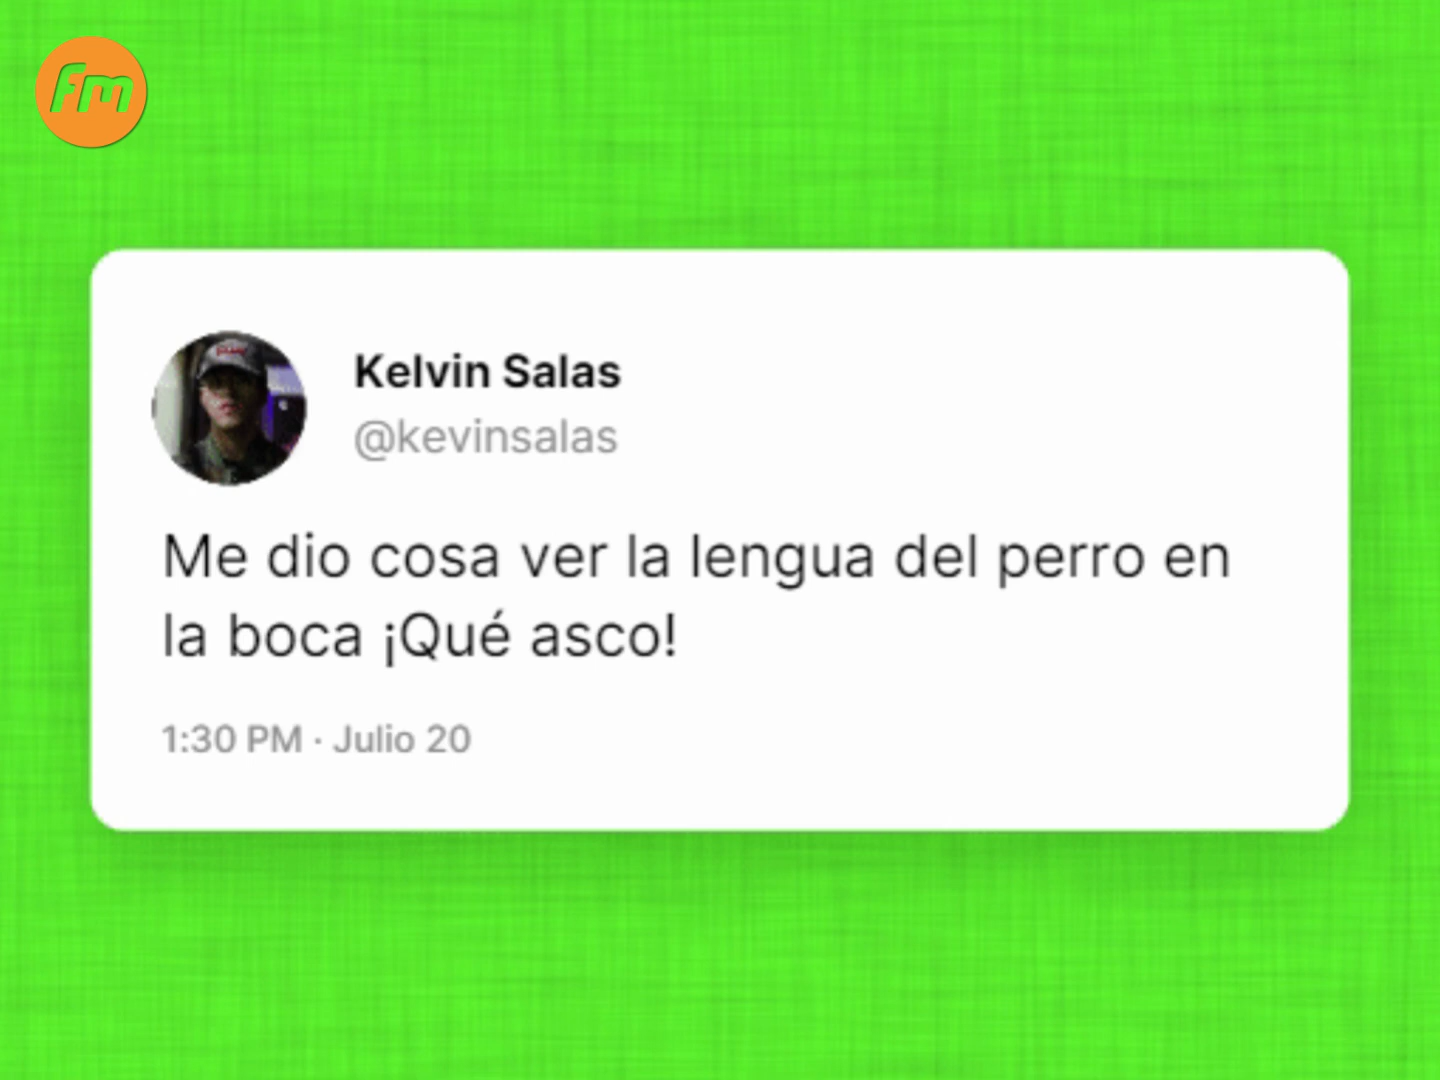 fm
Kelvin Salas
@kevinsalas
Me dio cosa ver la lengua del perro en
la boca ¡Qué asco!
1:30 PM · Julio 20